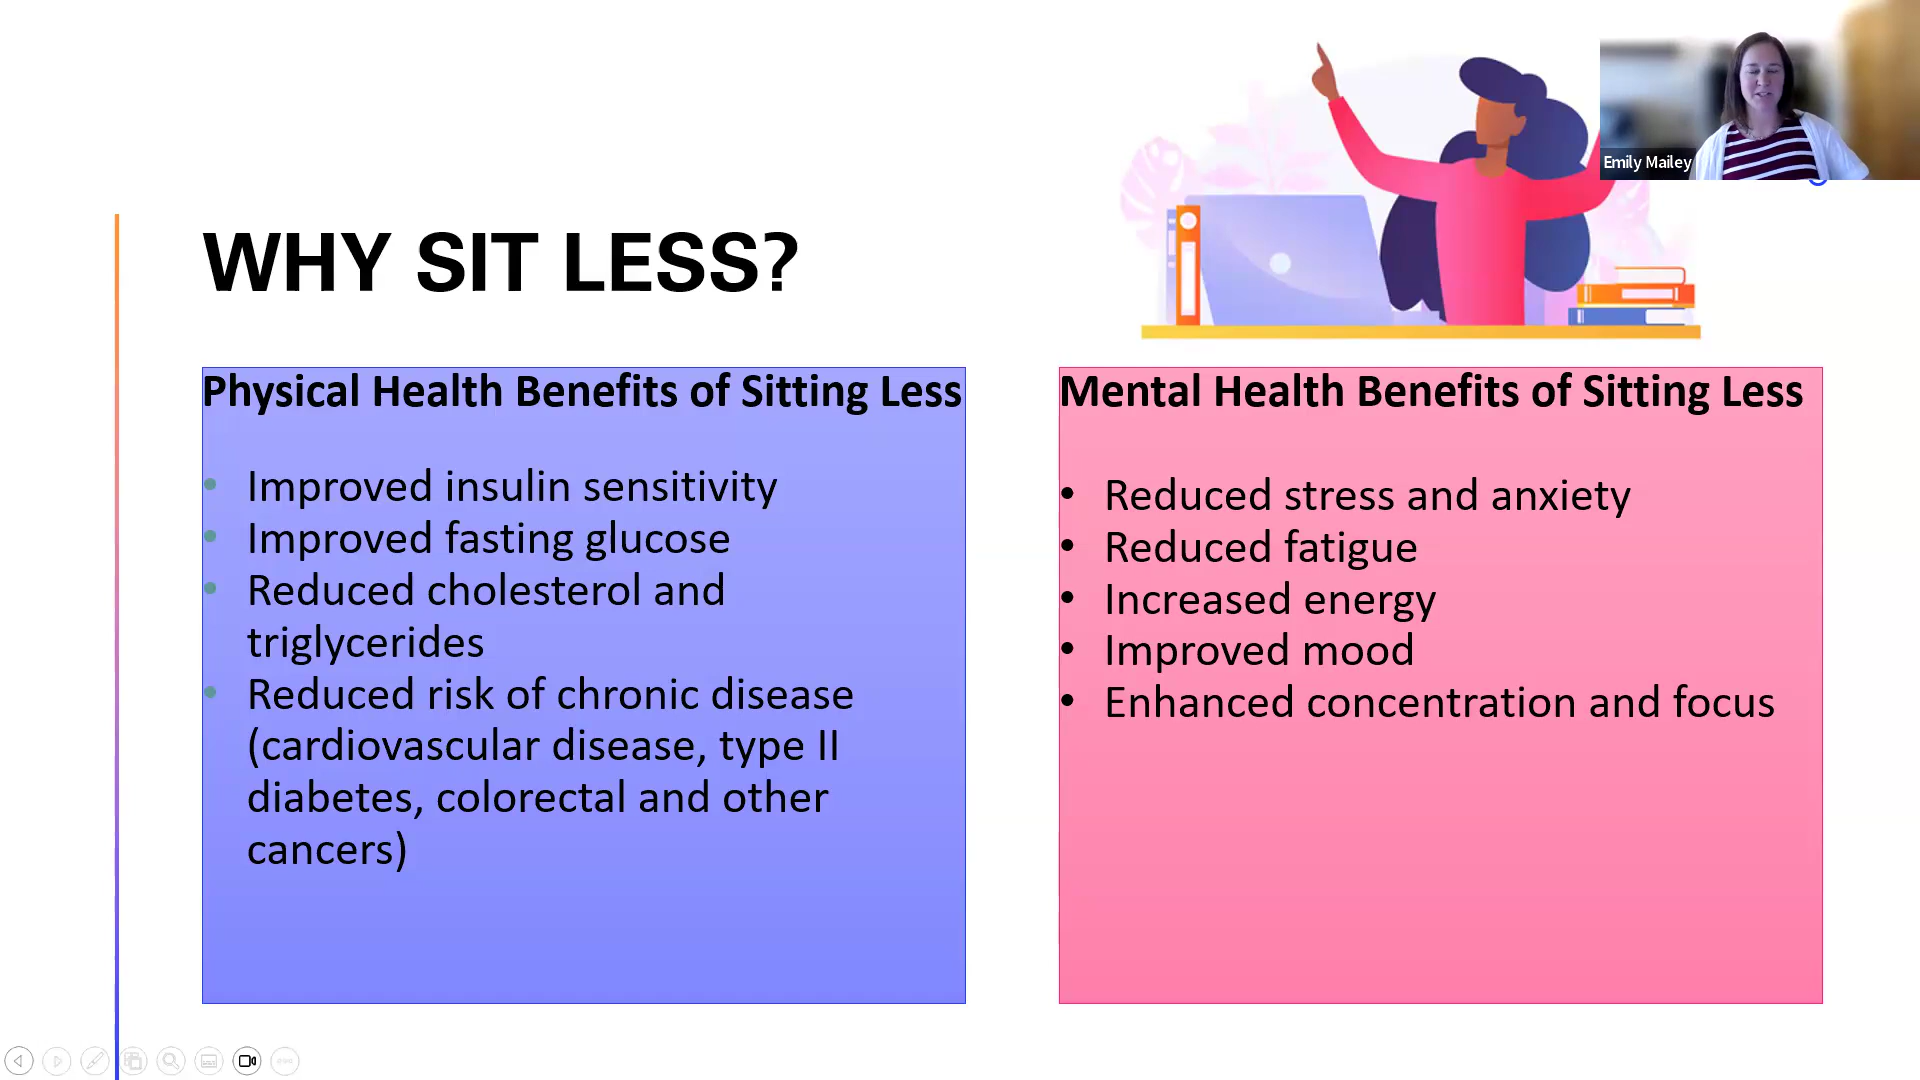 Emily Mailey
WHY SIT LESS?
Physical Health Benefits of Sitting Less
• Improved insulin sensitivity
• Improved fasting glucose
• Reduced cholesterol and
triglycerides
• Reduced risk of chronic disease
(cardiovascular disease, type II
diabetes, colorectal and other
cancers)
Mental Health Benefits of Sitting Less
• Reduced stress and anxiety
• Reduced fatigue
• Increased energy
• Improved mood
• Enhanced concentration and focus